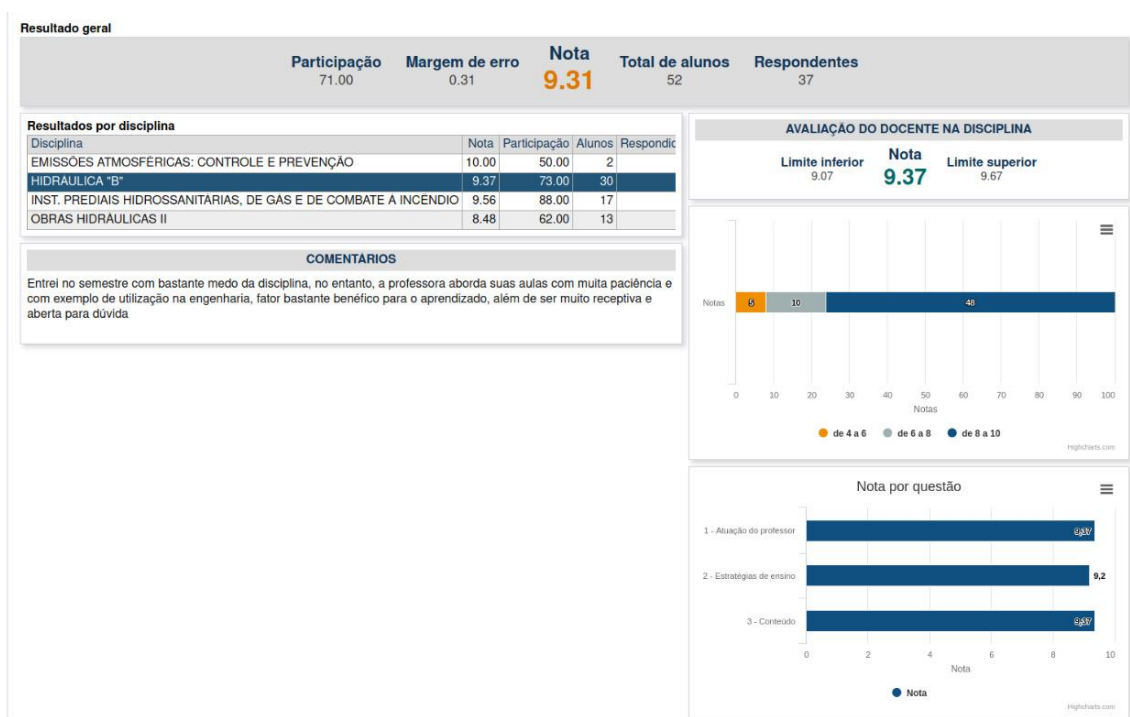 Resultado geral
Participação Margem de erro Nota Total de alunos Respondentes
71.00 0.31 9.31 52 37
Resultados por disciplina
Disciplina Nota Participação Alunos Respondic
EMISSÕES ATMOSFÉRICAS: CONTROLE E PREVENÇÃO 10.00 50.00 2
HIDRÁULICA "B" 9.37 73.00 30
INST. PREDIAIS HIDROSSANITÁRIAS, DE GÁS E DE COMBATE A INCÊNDIO 9.56 88.00 17
OBRAS HIDRÁULICAS II 8.48 62.00 13
COMENTÁRIOS
Entrei no semestre com bastante medo da disciplina, no entanto, a professora aborda suas aulas com muita paciência e
com exemplo de utilização na engenharia, fator bastante benéfico para o aprendizado, além de ser muito receptiva e
aberta para dúvida
AVALIAÇÃO DO DOCENTE NA DISCIPLINA
Limite inferior Nota Limite superior
9.07 9.37 9.67
Notas 5 10 48
0 10 20 30 40 50 60 70 80 90 100
Notas
de 4 a 6 de 6 a 8 de 8 a 10
Highcharts.com
Nota por questão
1 - Atuação do professor 9,37
2 - Estratégias de ensino 9,2
3 - Conteúdo 9,37
0 2 4 6 8 10
Nota
Nota
Highcharts.com